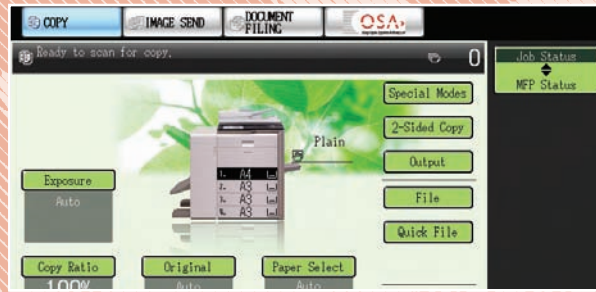 COPY
IMAGE SEND
DOCUMENT
FILING
OSA
Ready to scan for copy.
0
Job Status
MFP Status
Special Modes
2-Sided Copy
Plain
Output
1. A4
2. A3
3. A3
4. A3
Exposure
Auto
File
Quick File
Copy Ratio
Original
Paper Select
100%
Auto
Auto